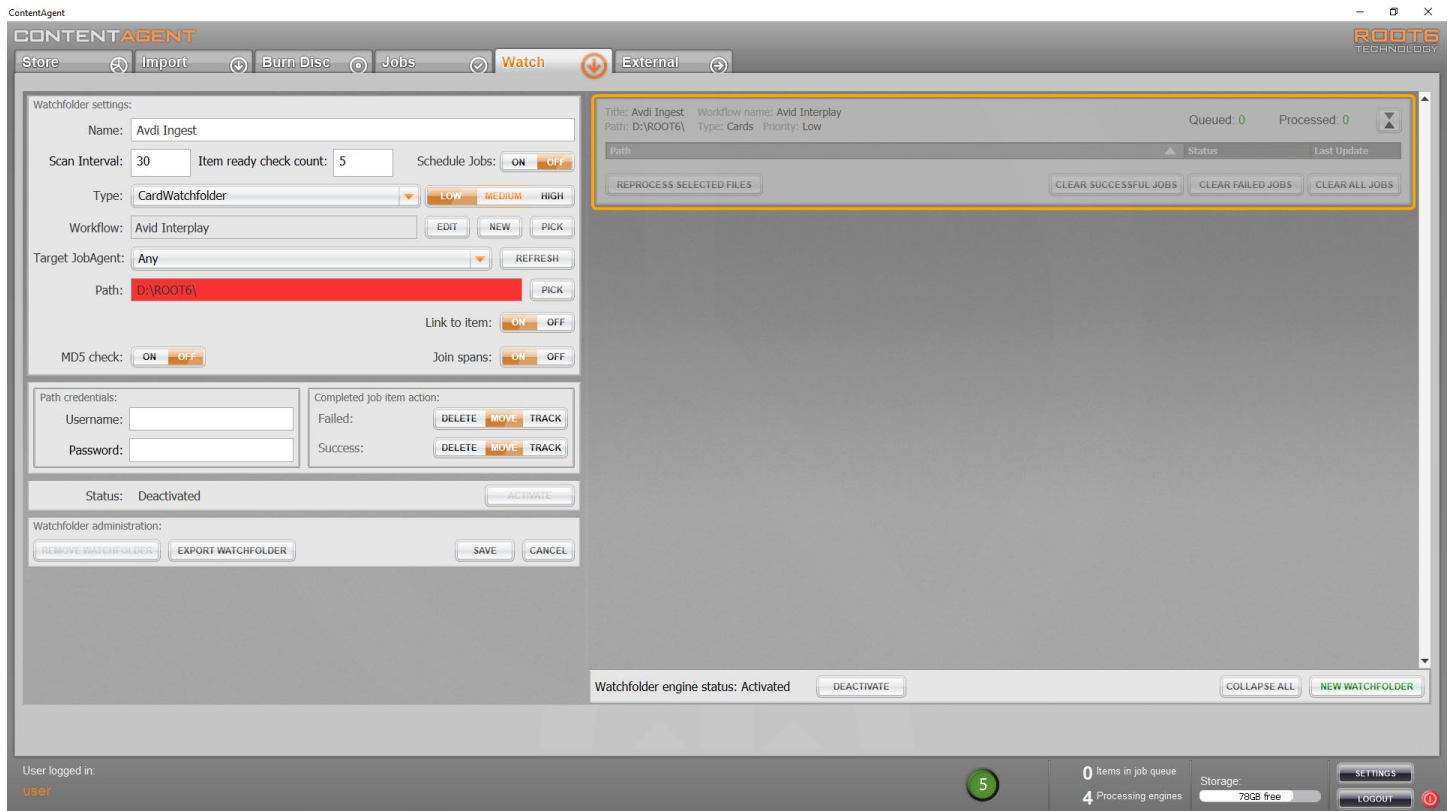 ContentAgent
CONTENTAGENT
ROOT6
TECHNOLOGY
Store Import Burn Disc Jobs Watch External
Watchfolder settings:
Name: Avdi Ingest
Scan Interval: 30 Item ready check count: 5 Schedule Jobs: ON OFF
Type: CardWatchfolder LOW MEDIUM HIGH
Workflow: Avid Interplay EDIT NEW PICK
Target JobAgent: Any REFRESH
Path: D:\ROOT6\ PICK
Link to item: ON OFF
MD5 check: ON OFF Join spans: ON OFF
Path credentials:
Username:
Password:
Completed job item action:
Failed: DELETE MOVE TRACK
Success: DELETE MOVE TRACK
Status: Deactivated ACTIVATE
Watchfolder administration:
REMOVE WATCHFOLDER EXPORT WATCHFOLDER SAVE CANCEL
Title: Avdi Ingest Workflow name: Avid Interplay
Path: D:\ROOT6\ Type: Cards Priority: Low
Queued: 0 Processed: 0
Path Status Last Update
REPROCESS SELECTED FILES CLEAR SUCCESSFUL JOBS CLEAR FAILED JOBS CLEAR ALL JOBS
Watchfolder engine status: Activated DEACTIVATE COLLAPSE ALL NEW WATCHFOLDER
User logged in:
user
5
0 Items in job queue
4 Processing engines
Storage:
78GB free
SETTINGS
LOGOUT